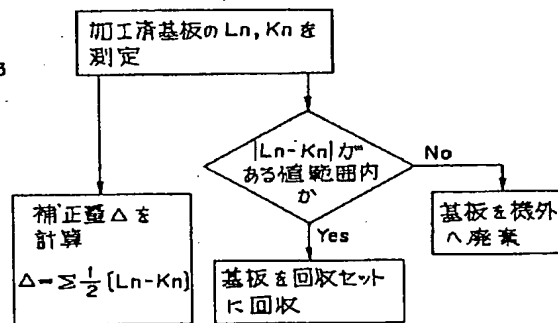 3
加工済基板のLn,Knを
測定
|Ln-Kn|が
ある値範囲内
か
No
Yes
補正量△を
計算
△=Σ1/2[Ln-Kn]
基板を回収セット
に回収
基板を機外
へ廃棄